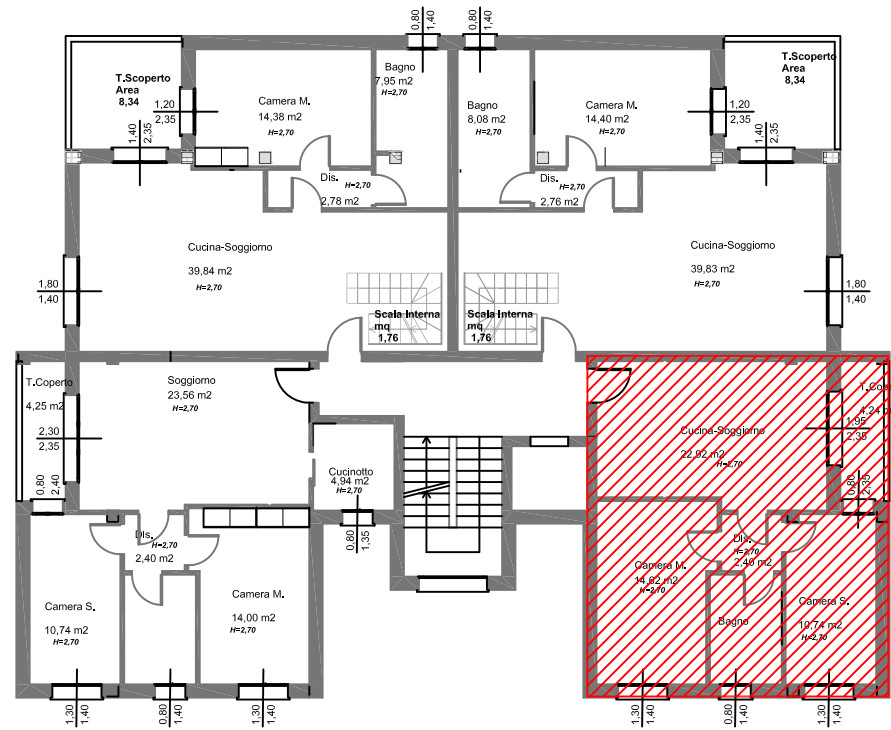 0,80
1,40
0,80
1,40
T.Scoperto
Area
8,34
1,20
2,35
1,40
2,35
Camera M.
14,38 m2
H=2,70
Bagno
7,95 m2
H=2,70
Bagno
8,08 m2
H=2,70
Camera M.
14,40 m2
H=2,70
T.Scoperto
Area
8,34
1,20
2,35
1,40
2,35
Dis.
H=2,70
2,78 m2
Dis.
H=2,70
2,76 m2
Cucina-Soggiorno
39,84 m2
H=2,70
Cucina-Soggiorno
39,83 m2
H=2,70
1,80
1,40
1,80
1,40
Scala Interna
mq
1,76
Scala Interna
mq
1,76
T.Coperto
4,25 m2
2,30
2,35
0,80
2,40
Soggiorno
23,56 m2
H=2,70
Cucinotto
4,94 m2
H=2,70
0,80
1,35
Cucina-Soggiorno
22,92 m2
H=2,70
4,24 m2
1,95
2,35
0,80
2,35
Dis.
H=2,70
2,40 m2
Camera S.
10,74 m2
H=2,70
Camera M.
14,00 m2
H=2,70
Camera M.
14,62 m2
H=2,70
Dis.
H=2,70
2,40 m2
Bagno
Camera S.
10,74 m2
H=2,70
1,30
1,40
0,80
1,40
1,30
1,40
1,30
1,40
0,80
1,40
1,30
1,40